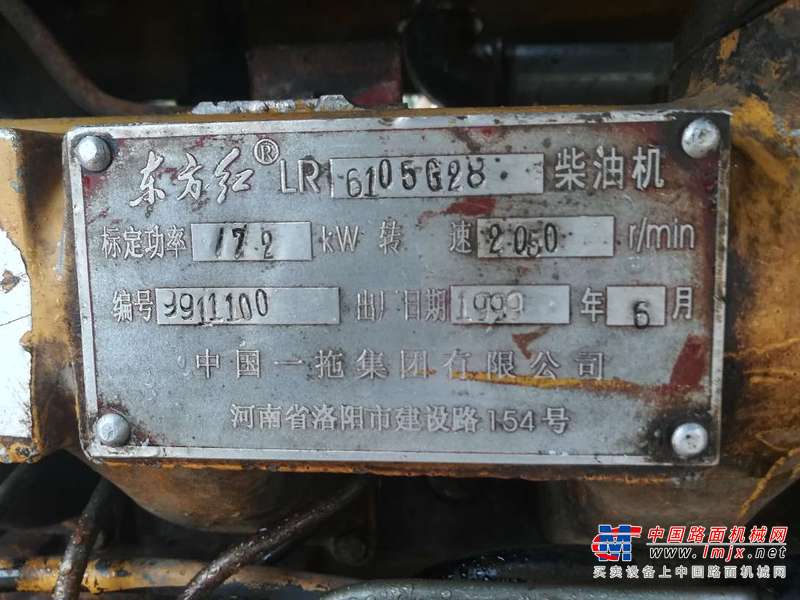 东方红® LR 6105G28 柴油机
标定功率 172 kW 转速 2050 r/min
编号 9911100 出厂日期 1999 年 6 月
中国一拖集团有限公司
河南省洛阳市建设路154号
中国路面机械网
www.lmjx.net
买卖设备上中国路面机械网